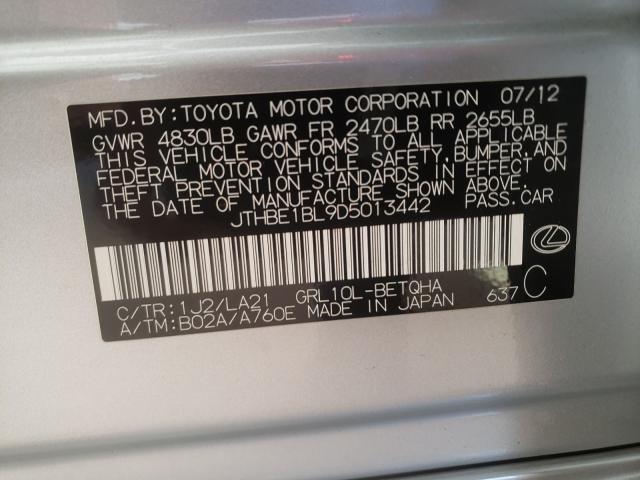 MFD. BY: TOYOTA MOTOR CORPORATION 07/12
GVWR 4830LB GAWR FR 2470LB RR 2655LB
THIS VEHICLE CONFORMS TO ALL APPLICABLE
FEDERAL MOTOR VEHICLE SAFETY, BUMPER, AND
THEFT PREVENTION STANDARDS IN EFFECT ON
THE DATE OF MANUFACTURE SHOWN ABOVE.
JTHBE1BL9D5013442 PASS. CAR
C/TR: 1J2/LA21 GRL10L-BETQHA
A/TM: B02A/A760E MADE IN JAPAN 637 C